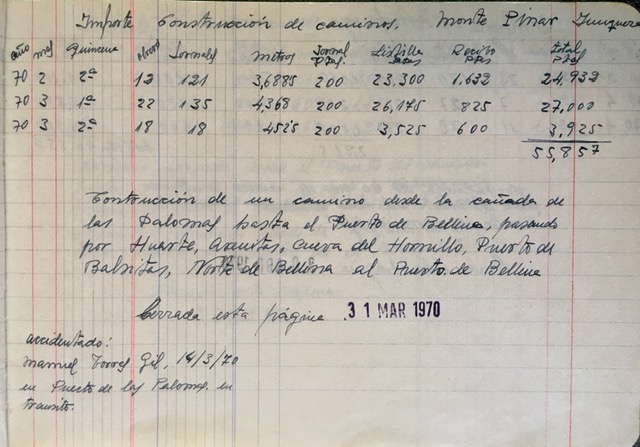 Importe Construcción de caminos. Monte Pinar Yunquera
año mes Quincena obreros Jornales Metros Jornal Ptas. Listilla Ptas Recibo Pts Total Ptas
70 2 2ª 12 121 3,6885 200 23,300 1.632 24,932
70 3 1ª 22 135 4,368 200 26,175 825 27,000
70 3 2ª 18 18 4525 200 3,525 600 3,925
55,857
Construcción de un camino desde la cañada de
las Palomas hasta el Puerto de Bellina, pasando
por Huarte, Cueva del Hornillo, Puerto de
Balsitas, Norte de Bellina al Puerto de Bellina
Cerrada esta página 31 MAR 1970
accidentado:
Manuel Torres Gil, 14/3/70
en Puerto de las Palomas en
transito.